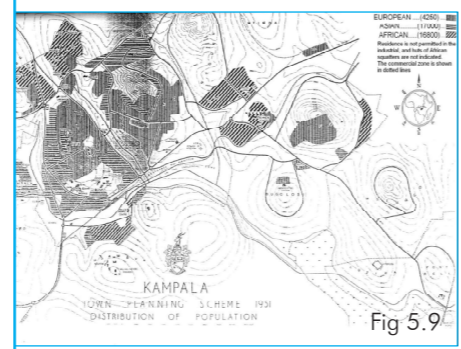 EUROPEAN (4260)
ASIAN (17000)
AFRICAN (16800)
Residence is not permitted in the
industrial, and huts of African
squatters are not indicated.
The commercial zone is shown
in dotted lines
W E
KAMPALA
TOWN PLANNING SCHEME 1951
DISTRIBUTION OF POPULATION
Fig 5.9